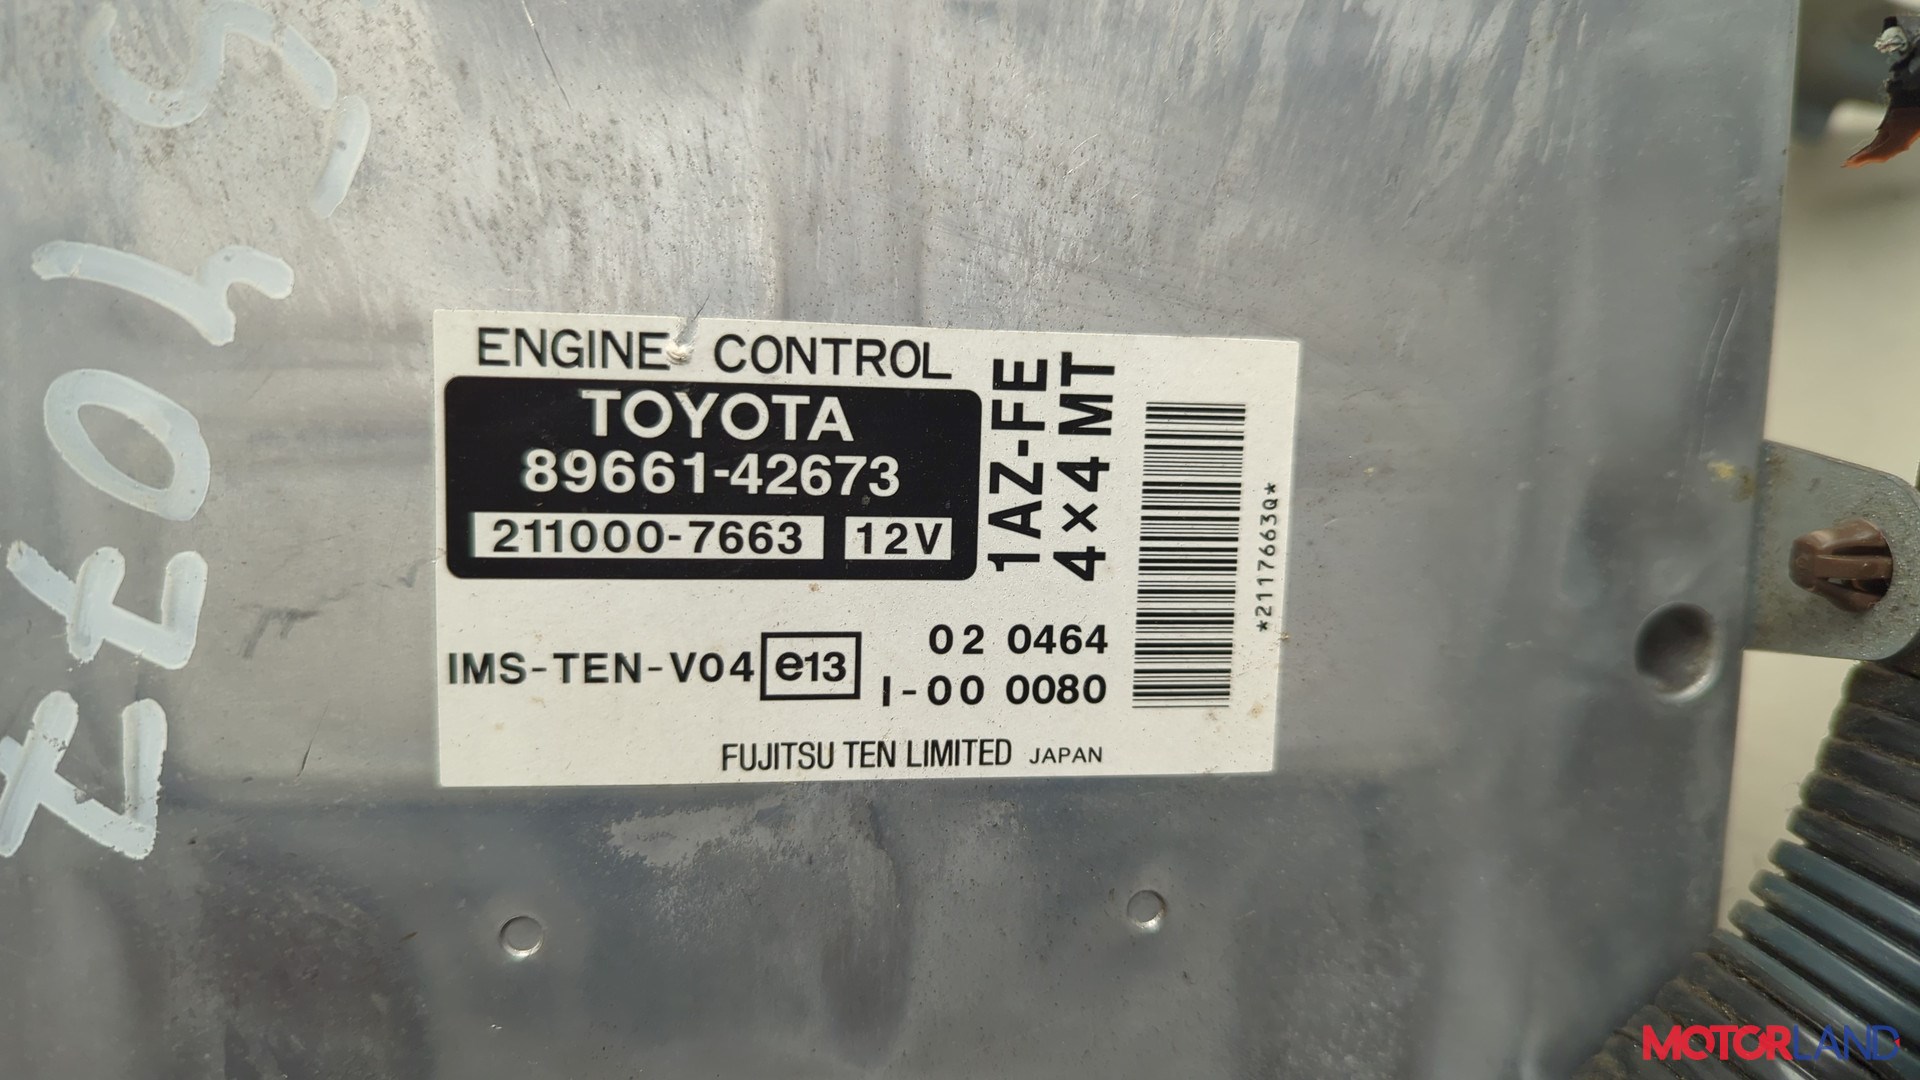 ENGINE CONTROL
TOYOTA
89661-42673
211000-7663 12V
1AZ-FE
4×4 MT
*2117663Q*
IMS-TEN-V04 e13
02 0464
I-00 0080
FUJITSU TEN LIMITED JAPAN
MOTORLAND